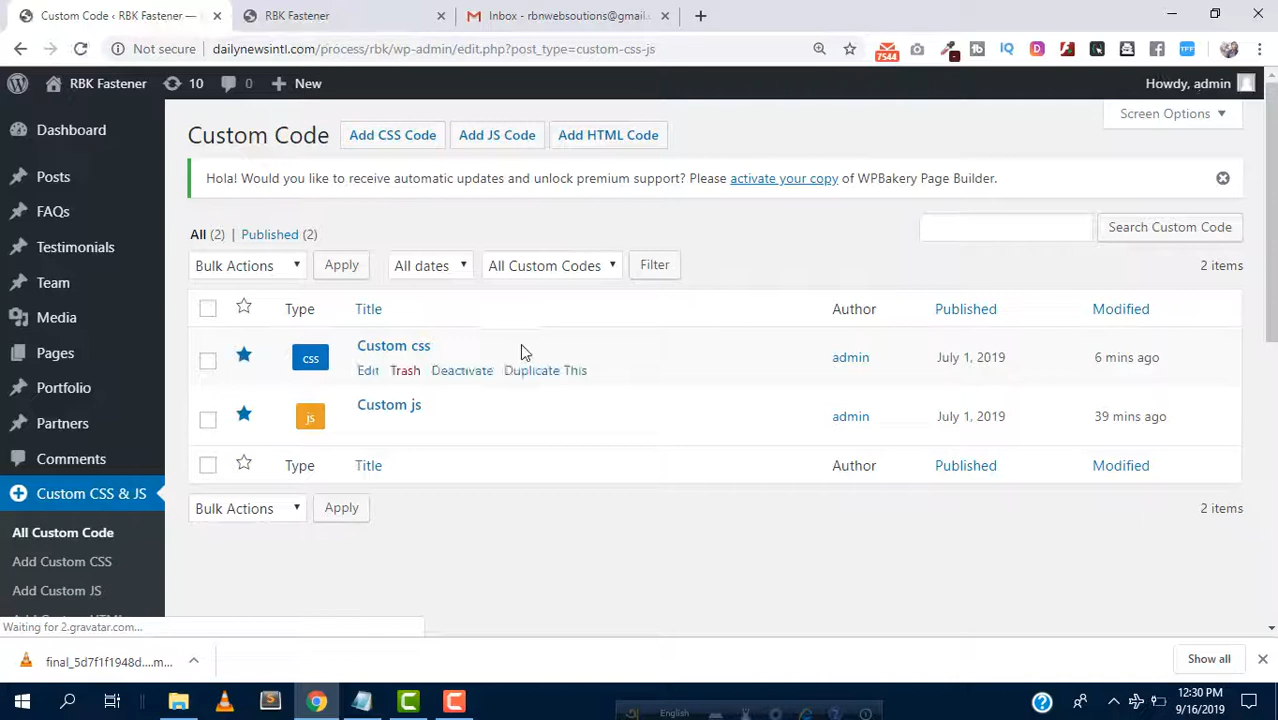 Custom Code ‹ RBK Fastener —
RBK Fastener
Inbox - rbnwebsoutions@gmail.
Not secure
dailynewsintl.com/process/rbk/wp-admin/edit.php?post_type=custom-css-js
7544
IQ
D
TPF
RBK Fastener
10
0
New
Howdy, admin
Dashboard
Posts
FAQs
Testimonials
Team
Media
Pages
Portfolio
Partners
Comments
Custom CSS & JS
All Custom Code
Add Custom CSS
Add Custom JS
Custom Code
Add CSS Code
Add JS Code
Add HTML Code
Screen Options
Hola! Would you like to receive automatic updates and unlock premium support? Please activate your copy of WPBakery Page Builder.
All (2) | Published (2)
Search Custom Code
Bulk Actions
Apply
All dates
All Custom Codes
Filter
2 items
Type
Title
Author
Published
Modified
css
Custom css
Edit Trash Deactivate Duplicate This
admin
July 1, 2019
6 mins ago
js
Custom js
admin
July 1, 2019
39 mins ago
Type
Title
Author
Published
Modified
Bulk Actions
Apply
2 items
Waiting for 2.gravatar.com...
final_5d7f1f1948d....m...
Show all
English
12:30 PM
9/16/2019